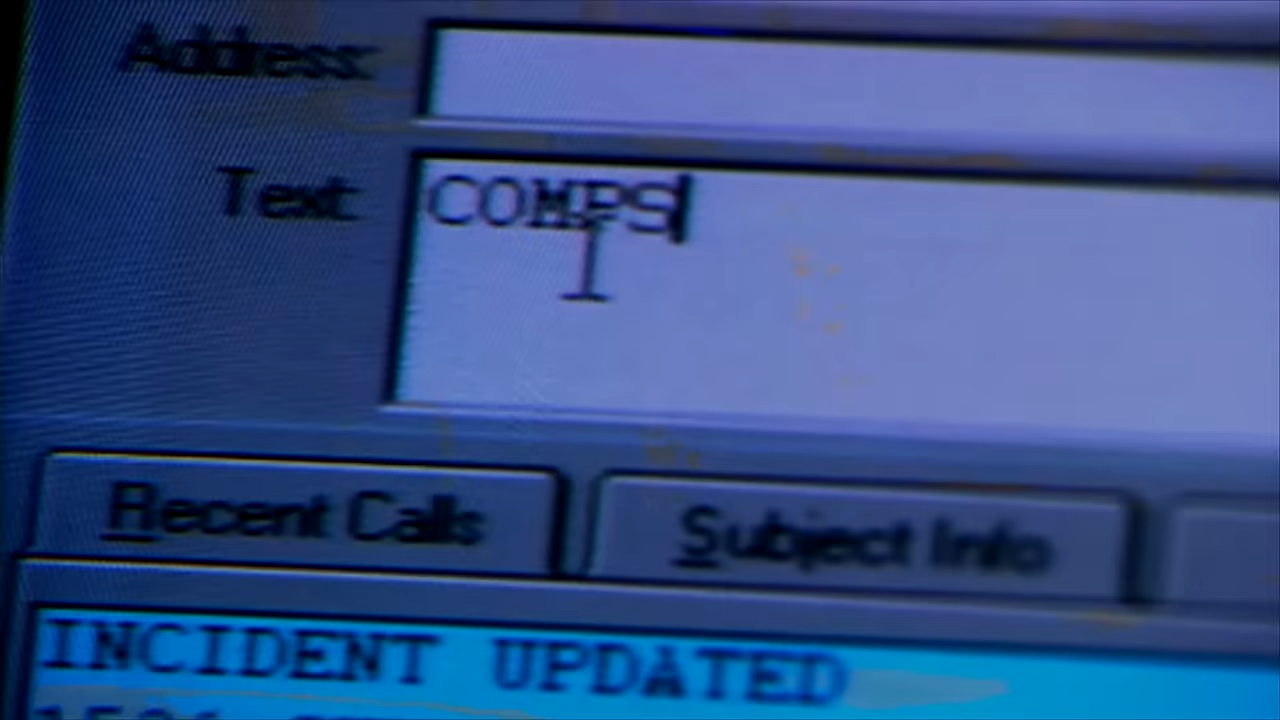 Address:
Text:
COMPS
Recent Calls
Subject Info
INCIDENT UPDATED